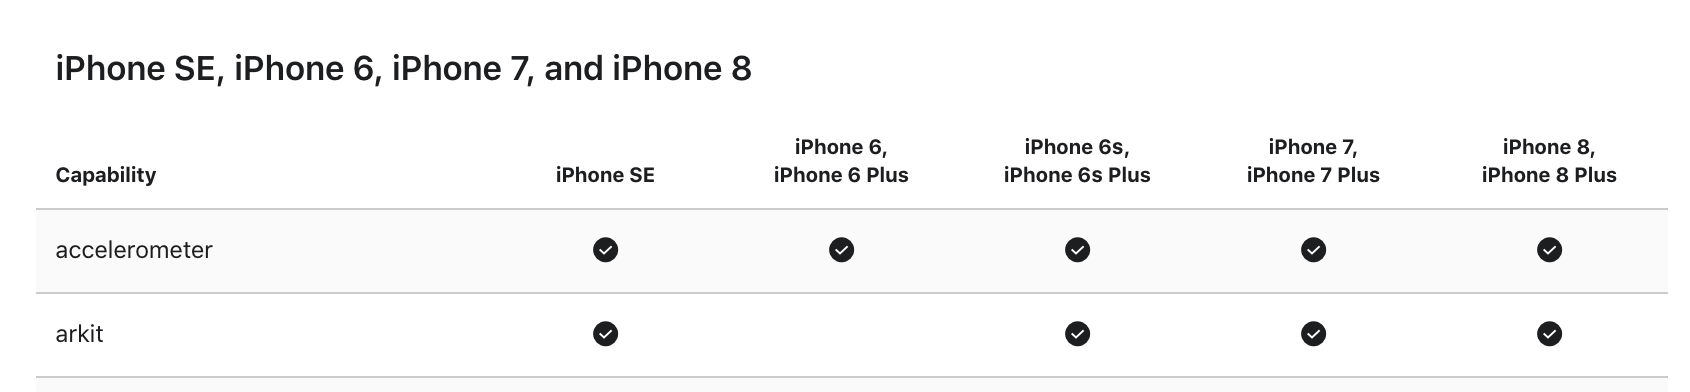 iPhone SE, iPhone 6, iPhone 7, and iPhone 8
Capability
iPhone SE
iPhone 6,
iPhone 6 Plus
iPhone 6s,
iPhone 6s Plus
iPhone 7,
iPhone 7 Plus
iPhone 8,
iPhone 8 Plus
accelerometer
arkit